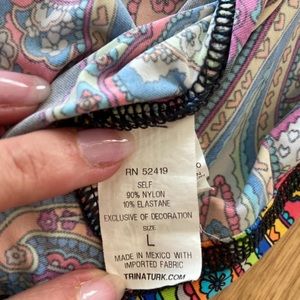 RN 52419
SELF
90% NYLON
10% ELASTANE
EXCLUSIVE OF DECORATION
SIZE
L
MADE IN MEXICO WITH
IMPORTED FABRIC
TRINATURK.COM